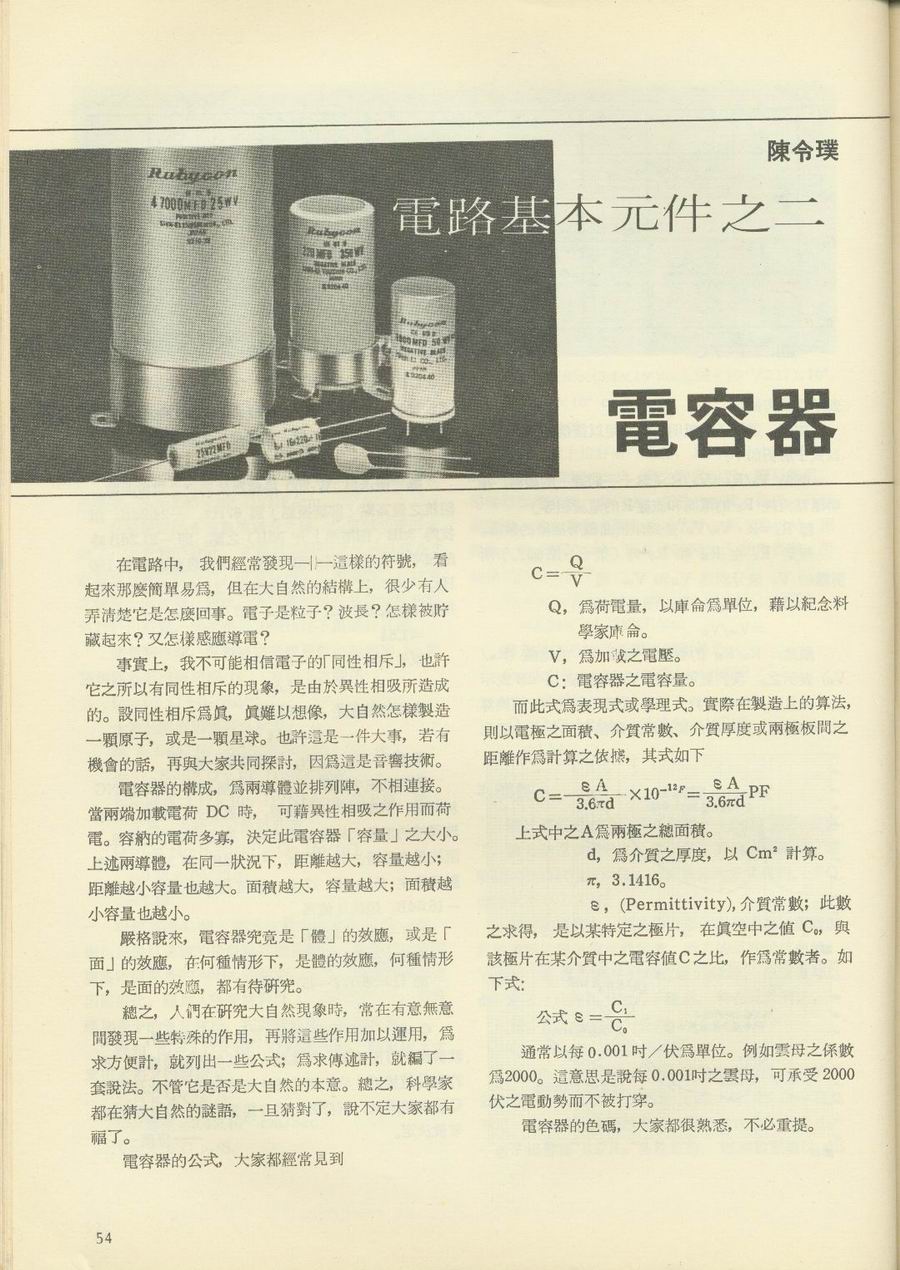 陳令璞
電路基本元件之二
電容器
Rubycon
47000MFD 25WV
JAPAN
Rubycon
220 MFD 350 WV
NEGATIVE BLACK
JAPAN
Rubycon
NEGATIVE BLACK
JAPAN
25V22MFD
在電路中，我們經常發現⊣⊢這樣的符號，看
起來那麼簡單易爲，但在大自然的結構上，很少有人
弄清楚它是怎麼回事。電子是粒子？波長？怎樣被貯
藏起來？又怎樣感應導電？
事實上，我不可能相信電子的「同性相斥」，也許
它之所以有同性相斥的現象，是由於異性相吸所造成
的。設同性相斥爲眞，眞難以想像，大自然怎樣製造
一顆原子，或是一顆星球。也許這是一件大事，若有
機會的話，再與大家共同探討，因爲這是音響技術。
電容器的構成，爲兩導體並排列陣，不相連接。
當兩端加載電荷 DC 時，可藉異性相吸之作用而荷
電。容納的電荷多寡，決定此電容器「容量」之大小。
上述兩導體，在同一狀況下，距離越大，容量越小；
距離越小容量也越大。面積越大，容量越大；面積越
小容量也越小。
嚴格說來，電容器究竟是「體」的效應，或是「
面」的效應，在何種情形下，是體的效應，何種情形
下，是面的效應，都有待硏究。
總之，人們在硏究大自然現象時，常在有意無意
間發現一些特殊的作用，再將這些作用加以運用，爲
求方便計，就列出一些公式；爲求傳述計，就編了一
套說法。不管它是否是大自然的本意。總之，科學家
都在猜大自然的謎語，一旦猜對了，說不定大家都有
福了。
電容器的公式，大家都經常見到
C=Q/V
Q，爲荷電量，以庫侖爲單位，藉以紀念科
學家庫侖。
V，爲加諸之電壓。
C：電容器之電容量。
而此式爲表現式或學理式。實際在製造上的算法，
則以電極之面積、介質常數、介質厚度或兩極板間之
距離作爲計算之依據，其式如下
C= εA/3.6πd ×10⁻¹²F= εA/3.6πd PF
上式中之A爲兩極之總面積。
d，爲介質之厚度，以 Cm² 計算。
π，3.1416。
ε，(Permittivity)，介質常數；此數
之求得，是以某特定之極片，在眞空中之値 C₀，與
該極片在某介質中之電容値C之比，作爲常數者。如
下式：
公式 ε = C₁/C₀
通常以每0.001吋／伏爲單位。例如雲母之係數
爲2000。這意思是說每0.001吋之雲母，可承受 2000
伏之電動勢而不被打穿。
電容器的色碼，大家都很熟悉，不必重提。
54